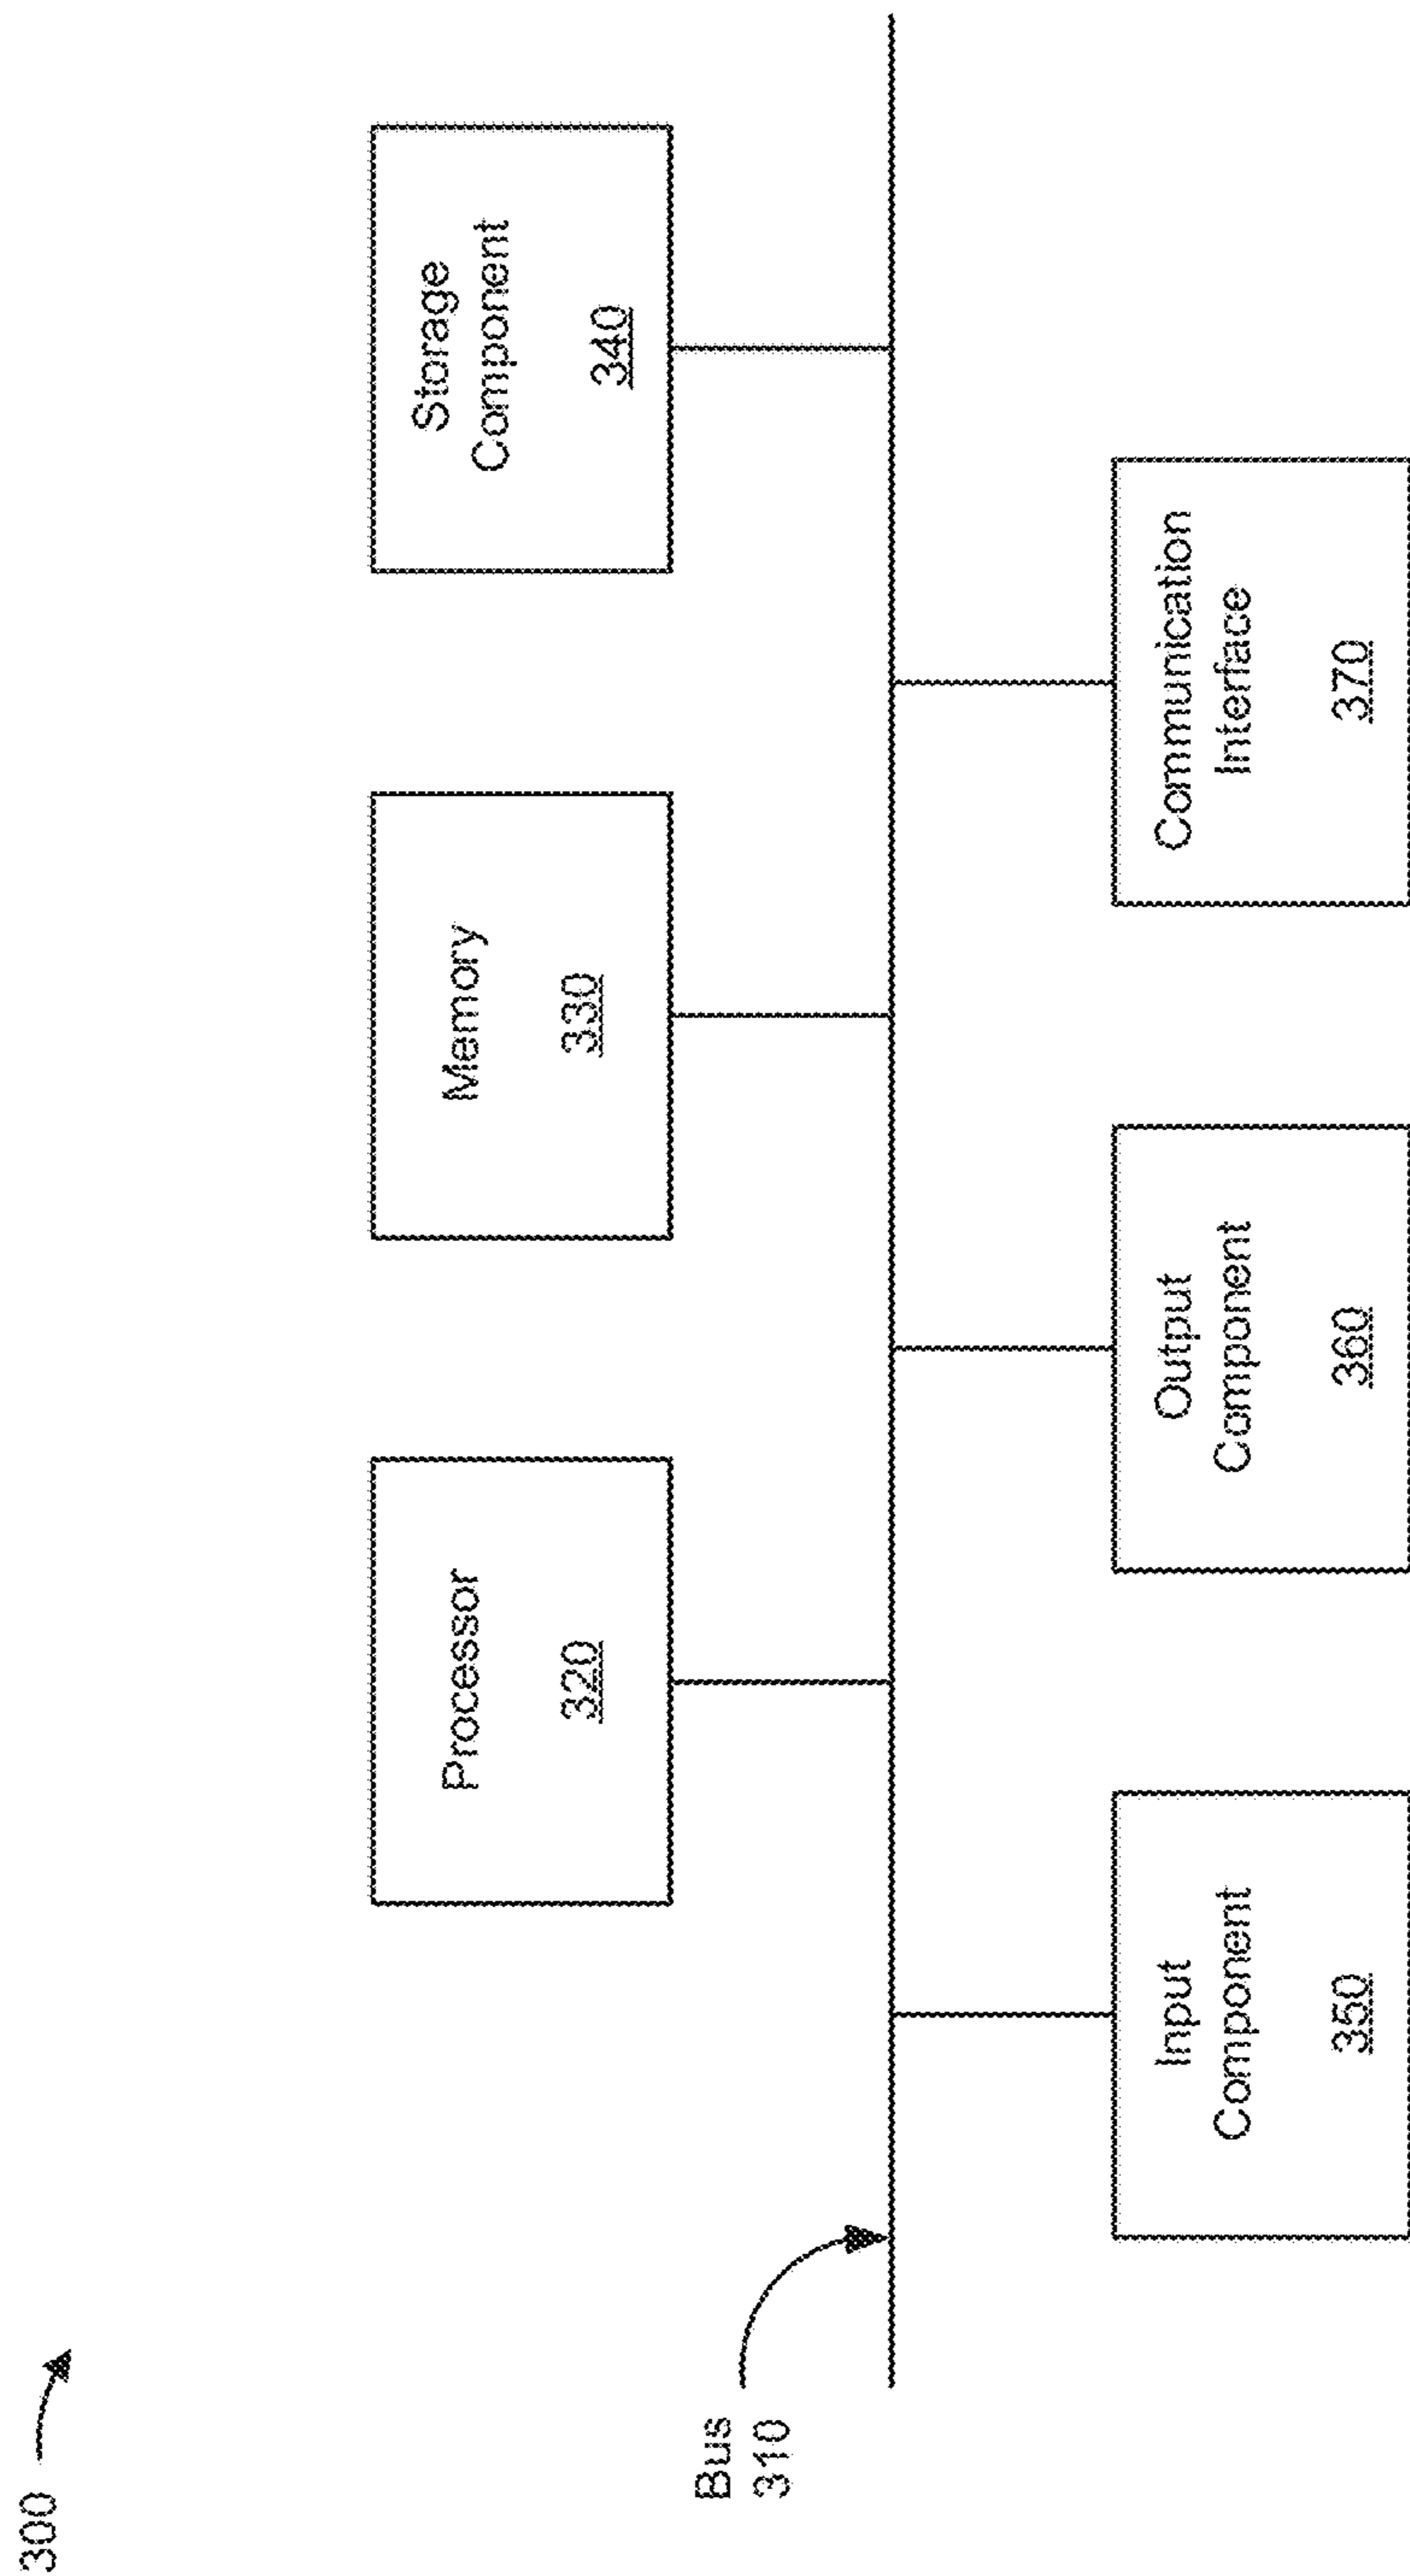 300
Bus
310
Processor
320
Memory
330
Storage
Component
340
Input
Component
350
Output
Component
360
Communication
Interface
370